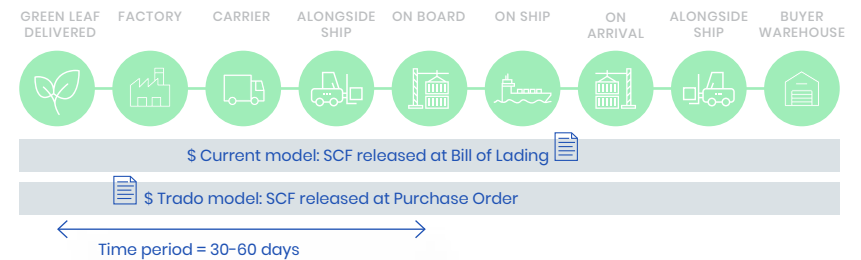 GREEN LEAF DELIVERED
FACTORY
CARRIER
ALONGSIDE SHIP
ON BOARD
ON SHIP
ON ARRIVAL
ALONGSIDE SHIP
BUYER WAREHOUSE
$ Current model: SCF released at Bill of Lading
$ Trado model: SCF released at Purchase Order
Time period = 30-60 days